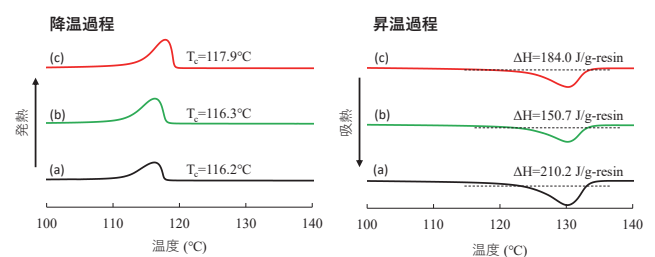 降温過程
(c)
Tc=117.9℃
(b)
Tc=116.3℃
(a)
Tc=116.2℃
発熱
100 110 120 130 140
温度 (℃)
昇温過程
(c)
ΔH=184.0 J/g-resin
(b)
ΔH=150.7 J/g-resin
(a)
ΔH=210.2 J/g-resin
吸熱
100 110 120 130 140
温度 (℃)